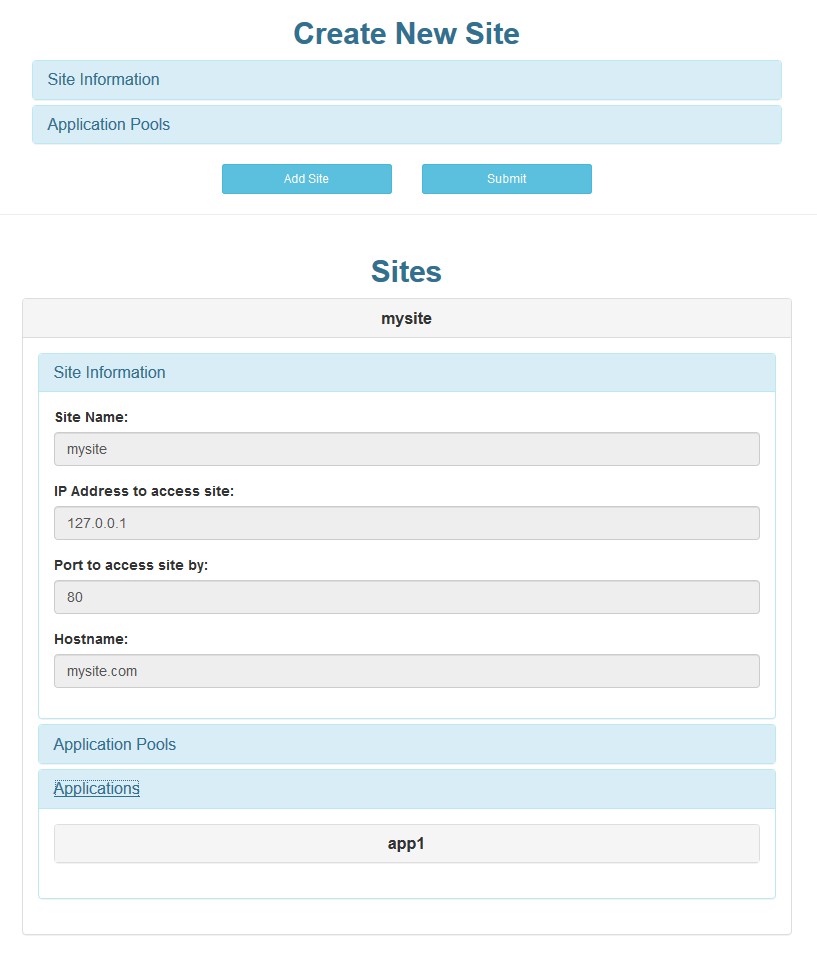 Create New Site
Site Information
Application Pools
Add Site
Submit
Sites
mysite
Site Information
Site Name:
mysite
IP Address to access site:
127.0.0.1
Port to access site by:
80
Hostname:
mysite.com
Application Pools
Applications
app1